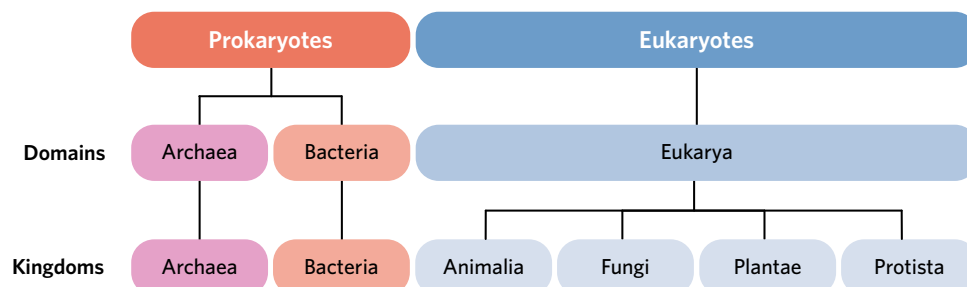 Prokaryotes Eukaryotes
Domains Archaea Bacteria Eukarya
Kingdoms Archaea Bacteria Animalia Fungi Plantae Protista